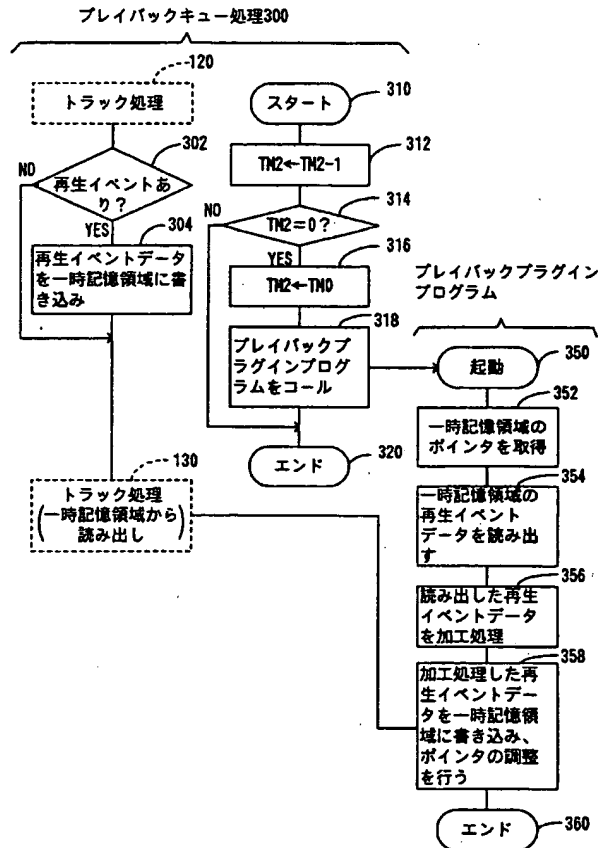 プレイバックキュー処理300
120
トラック処理
302
NO
再生イベントあ
り?
YES
304
再生イベントデータ
を一時記憶領域に書
き込み
130
トラック処理
(一時記憶領域から
読み出し)
スタート
310
312
TM2←TM2-1
314
NO
TM2=0?
YES
316
TM2←TM0
318
プレイバックプ
ラグインプログ
ラムをコール
エンド
320
プレイバックプラグイン
プログラム
起動
350
352
一時記憶領域の
ポインタを取得
354
一時記憶領域の
再生イベント
データを読み出
す
356
読み出した再生
イベントデータ
を加工処理
358
加工処理した再
生イベントデー
タを一時記憶領
域に書き込み、
ポインタの調整
を行う
エンド
360